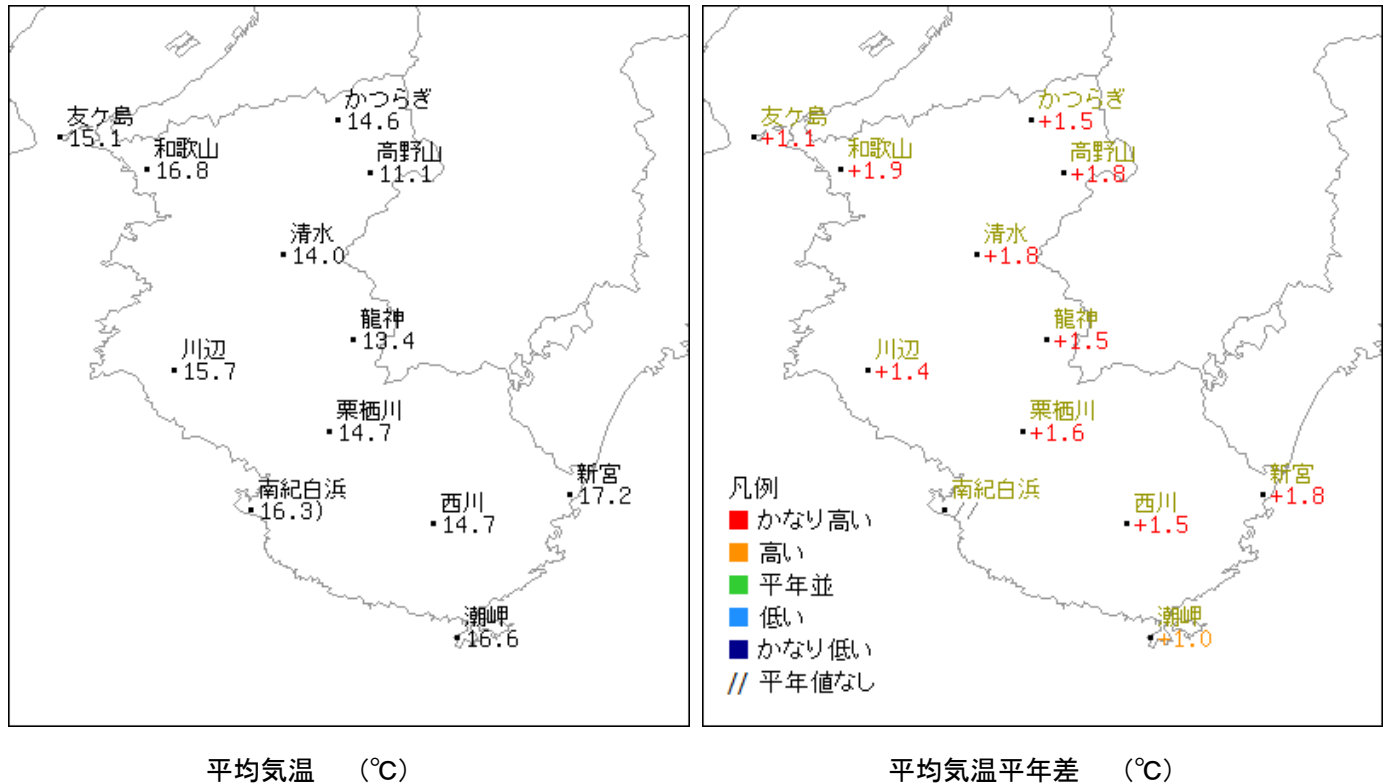 かつらぎ
14.6
友ケ島
15.1
和歌山
16.8
高野山
11.1
清水
14.0
龍神
13.4
川辺
15.7
栗栖川
14.7
南紀白浜
16.3)
西川
14.7
新宮
17.2
潮岬
16.6
平均気温 (℃)
かつらぎ
+1.5
友ケ島
+1.1
和歌山
+1.9
高野山
+1.8
清水
+1.8
龍神
+1.5
川辺
+1.4
栗栖川
+1.6
南紀白浜
//
西川
+1.5
新宮
+1.8
潮岬
+1.0
凡例
かなり高い
高い
平年並
低い
かなり低い
// 平年値なし
平均気温平年差 (℃)